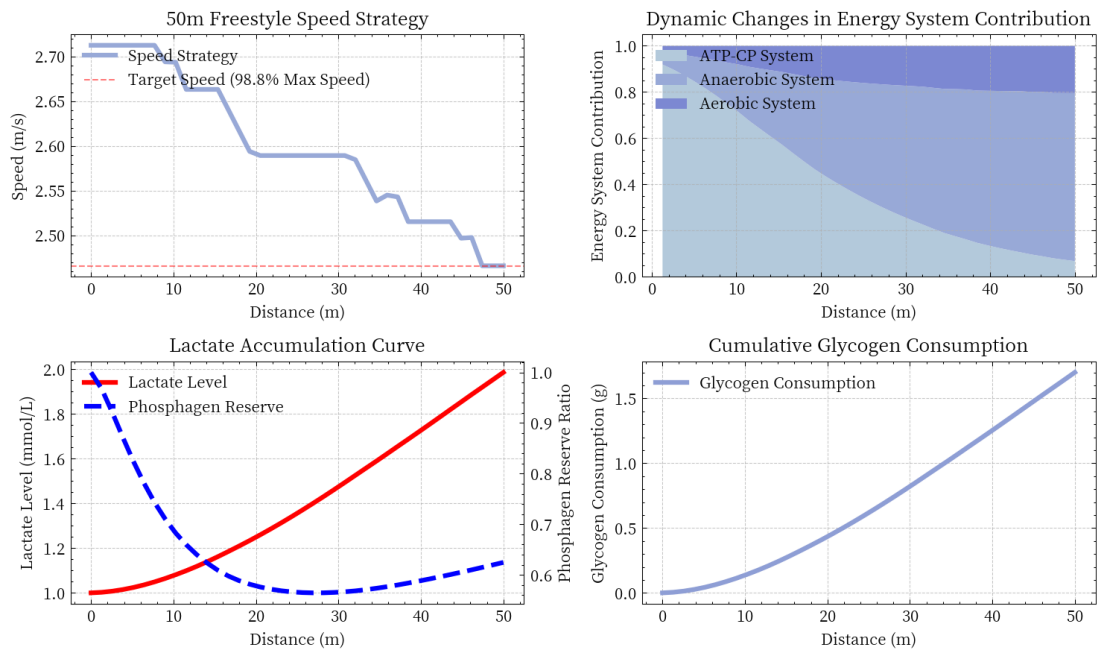 50m Freestyle Speed Strategy
Speed (m/s)
2.70
2.65
2.60
2.55
2.50
Speed Strategy
Target Speed (98.8% Max Speed)
0 10 20 30 40 50
Distance (m)
Dynamic Changes in Energy System Contribution
Energy System Contribution
1.0
0.8
0.6
0.4
0.2
0.0
ATP-CP System
Anaerobic System
Aerobic System
0 10 20 30 40 50
Distance (m)
Lactate Accumulation Curve
Lactate Level (mmol/L)
2.0
1.8
1.6
1.4
1.2
1.0
Lactate Level
Phosphagen Reserve
1.0
0.9
0.8
0.7
0.6
Phosphagen Reserve Ratio
0 10 20 30 40 50
Distance (m)
Cumulative Glycogen Consumption
Glycogen Consumption (g)
1.5
1.0
0.5
0.0
Glycogen Consumption
0 10 20 30 40 50
Distance (m)